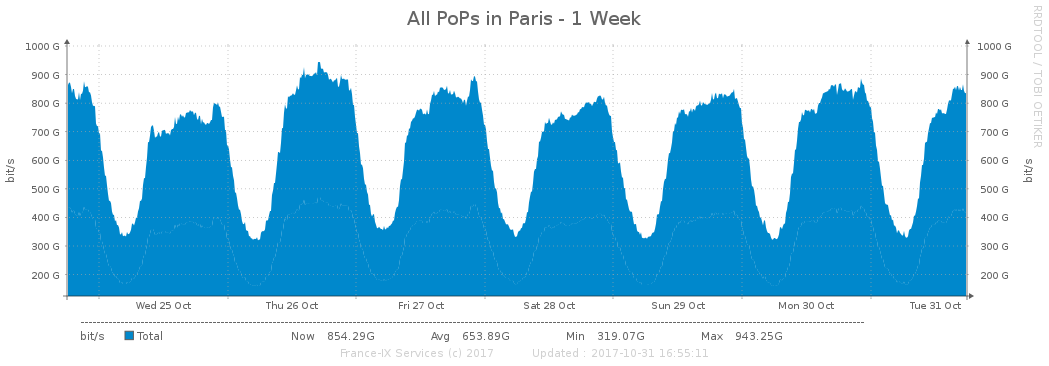 All PoPs in Paris - 1 Week
RRDTOOL / TOBI OETIKER
1000 G 1000 G
900 G 900 G
800 G 800 G
700 G 700 G
600 G 600 G
500 G 500 G
400 G 400 G
300 G 300 G
200 G 200 G
bit/s bit/s
Wed 25 Oct Thu 26 Oct Fri 27 Oct Sat 28 Oct Sun 29 Oct Mon 30 Oct Tue 31 Oct
bit/s Total Now 854.29G Avg 653.89G Min 319.07G Max 943.25G
France-IX Services (c) 2017 Updated : 2017-10-31 16:55:11